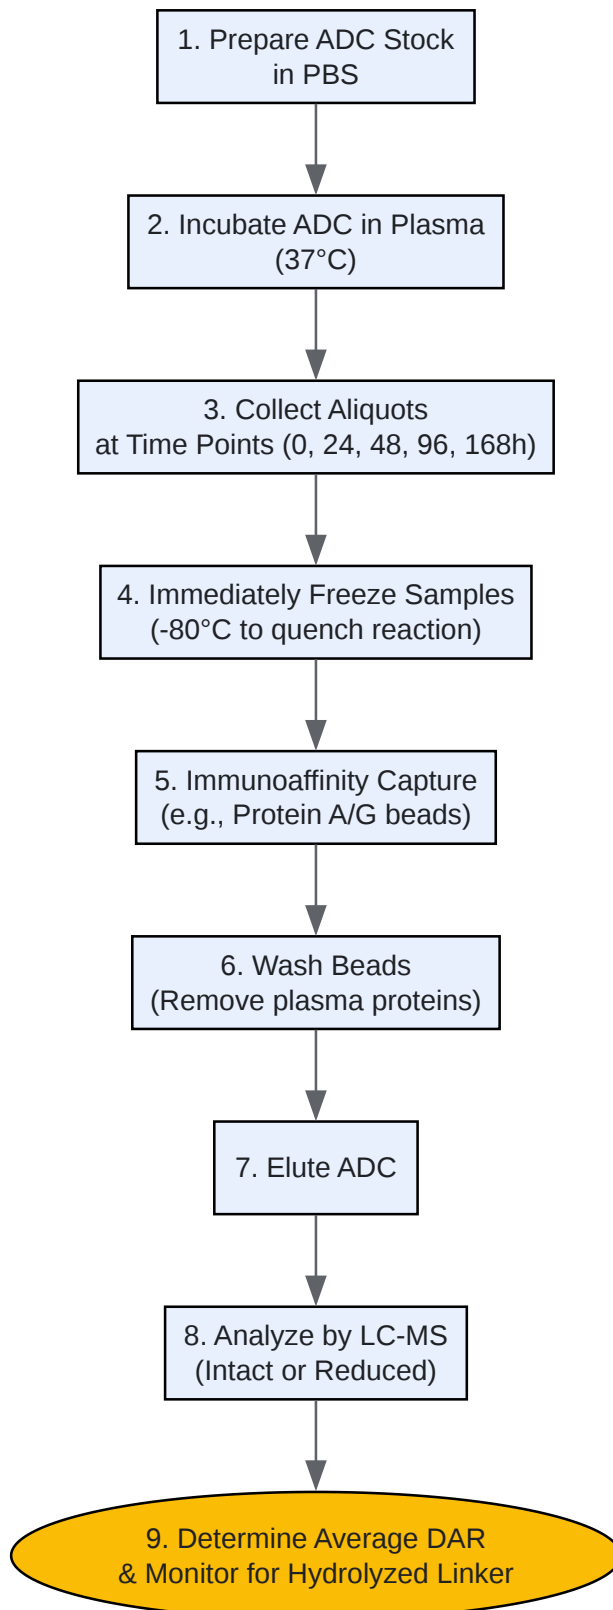 1. Prepare ADC Stock
in PBS
2. Incubate ADC in Plasma
(37°C)
3. Collect Aliquots
at Time Points (0, 24, 48, 96, 168h)
4. Immediately Freeze Samples
(-80°C to quench reaction)
5. Immunoaffinity Capture
(e.g., Protein A/G beads)
6. Wash Beads
(Remove plasma proteins)
7. Elute ADC
8. Analyze by LC-MS
(Intact or Reduced)
9. Determine Average DAR
& Monitor for Hydrolyzed Linker